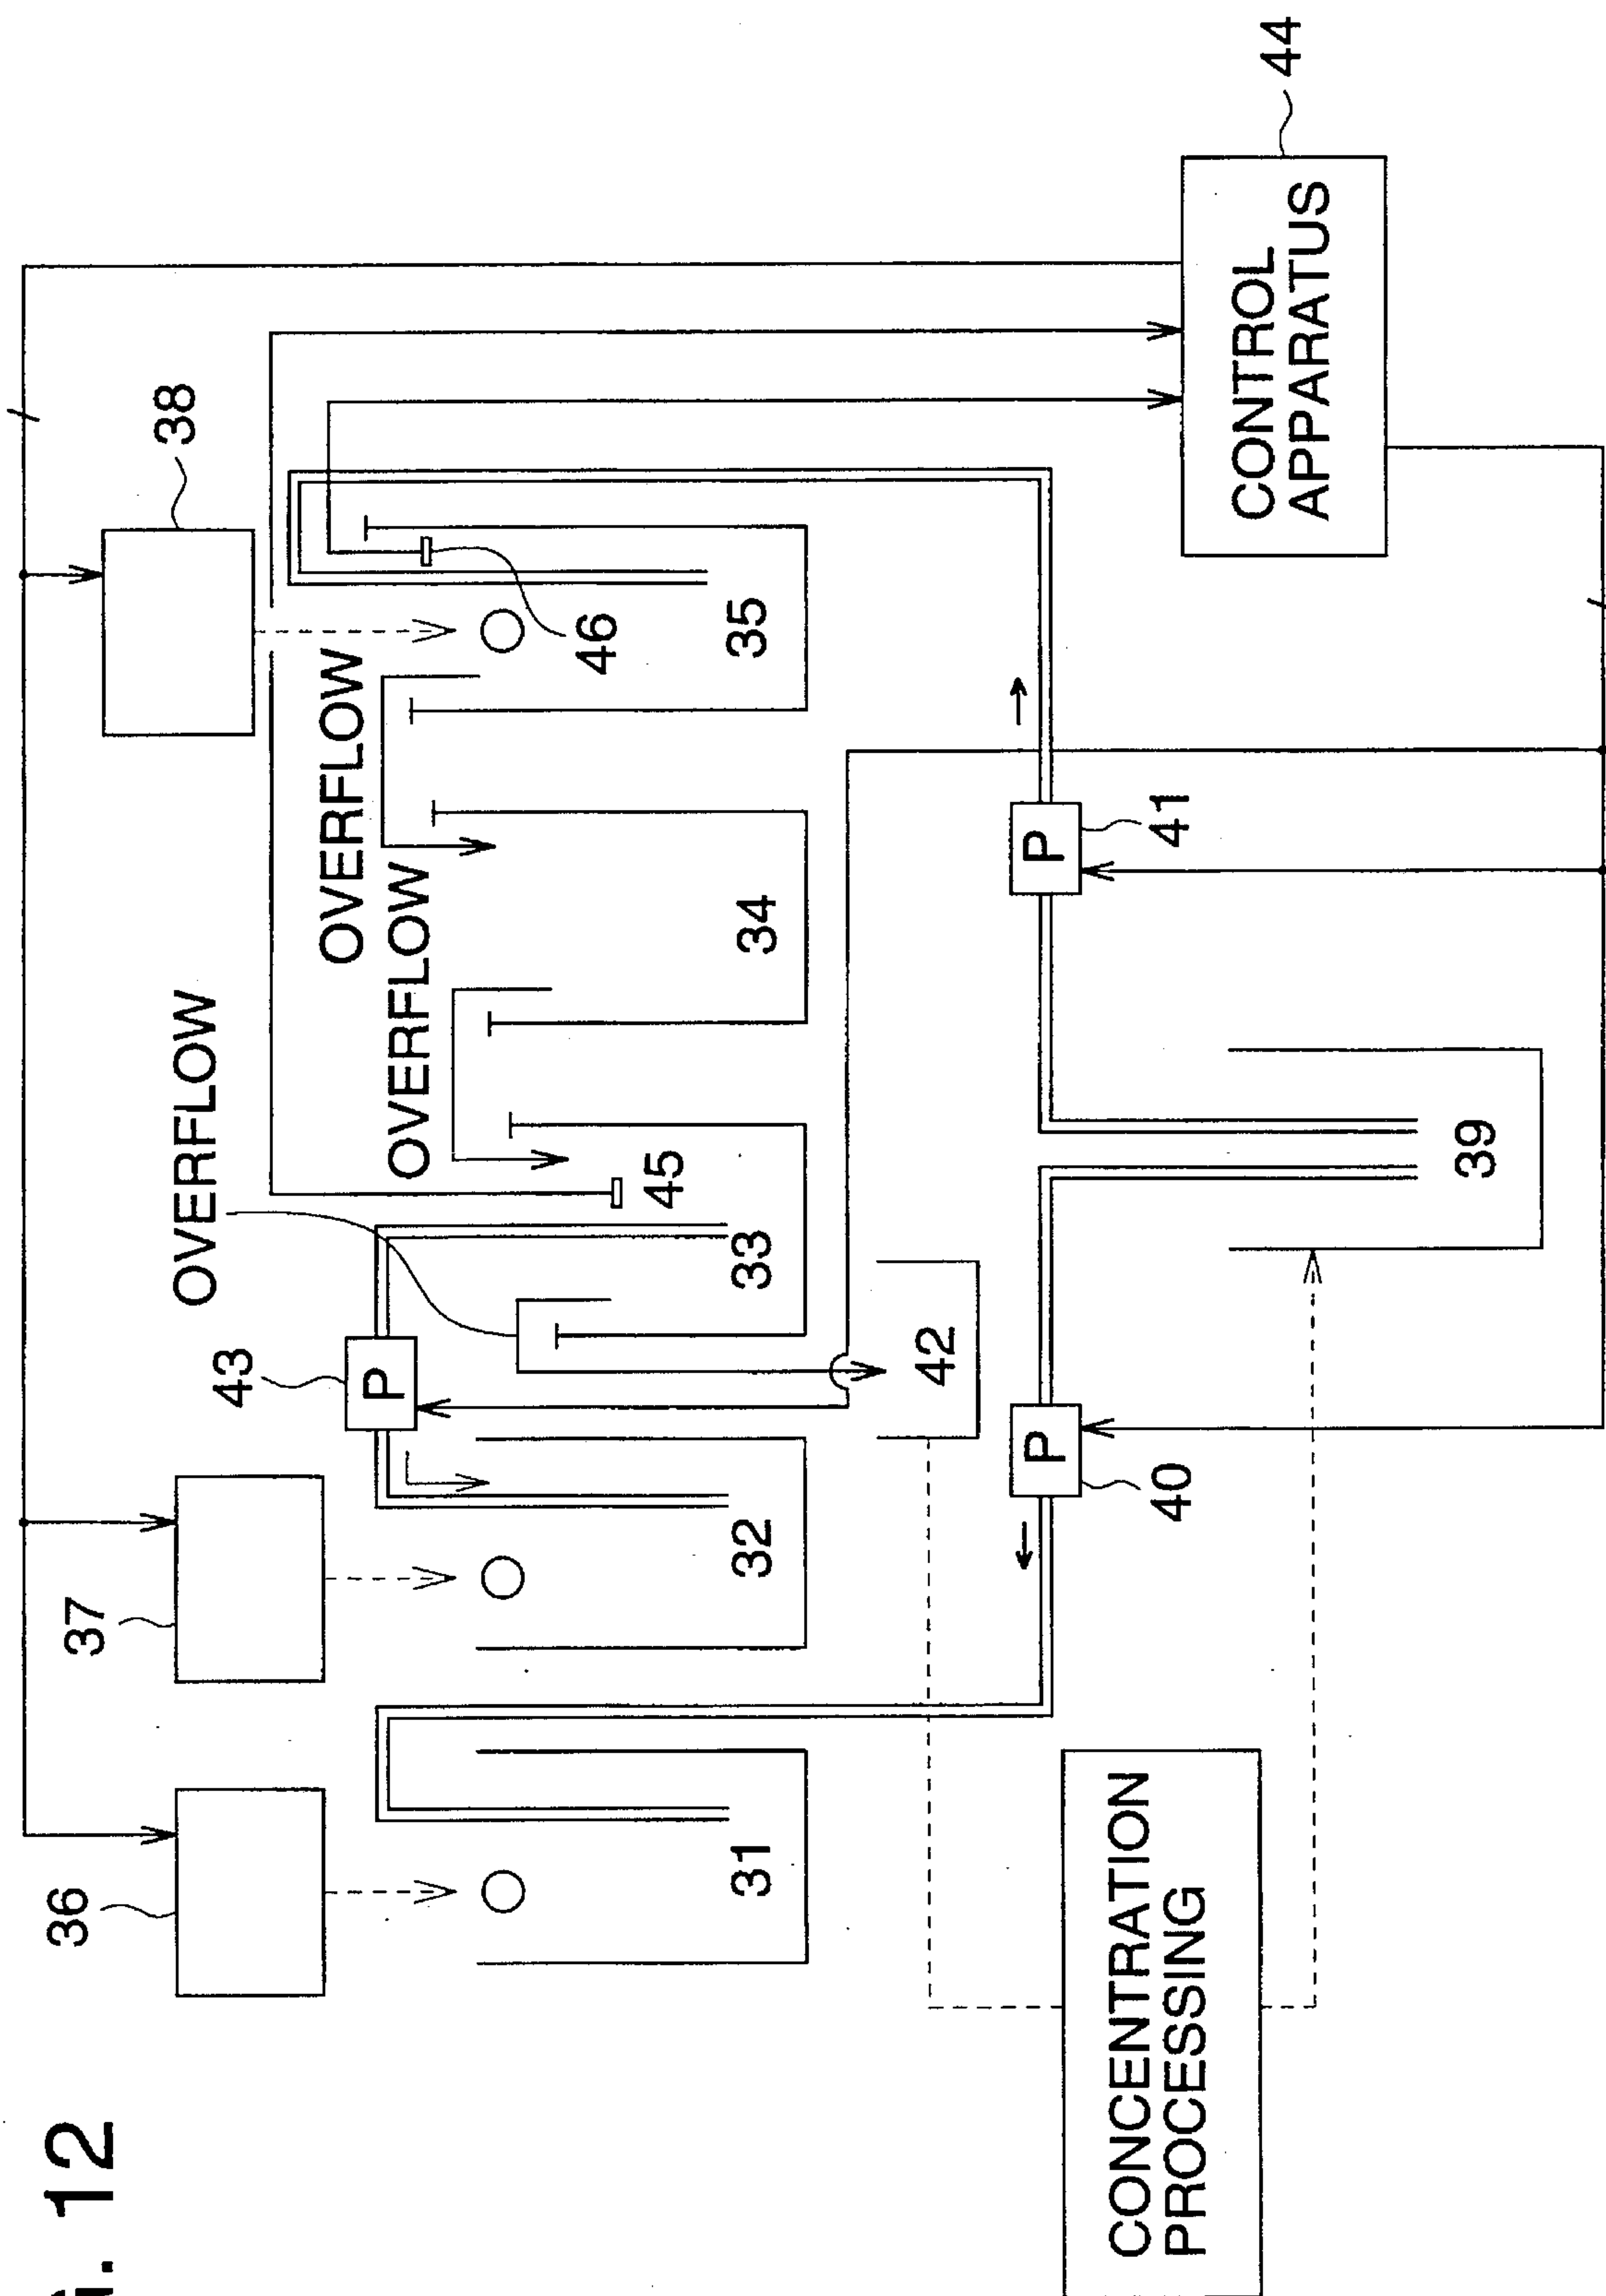 G. 12
36
37
38
OVERFLOW
43
OVERFLOW
P
OVERFLOW
46
45
31
32
33
34
35
42
P
P
40
41
CONCENTRATION
PROCESSING
CONTROL
APPARATUS
44
39